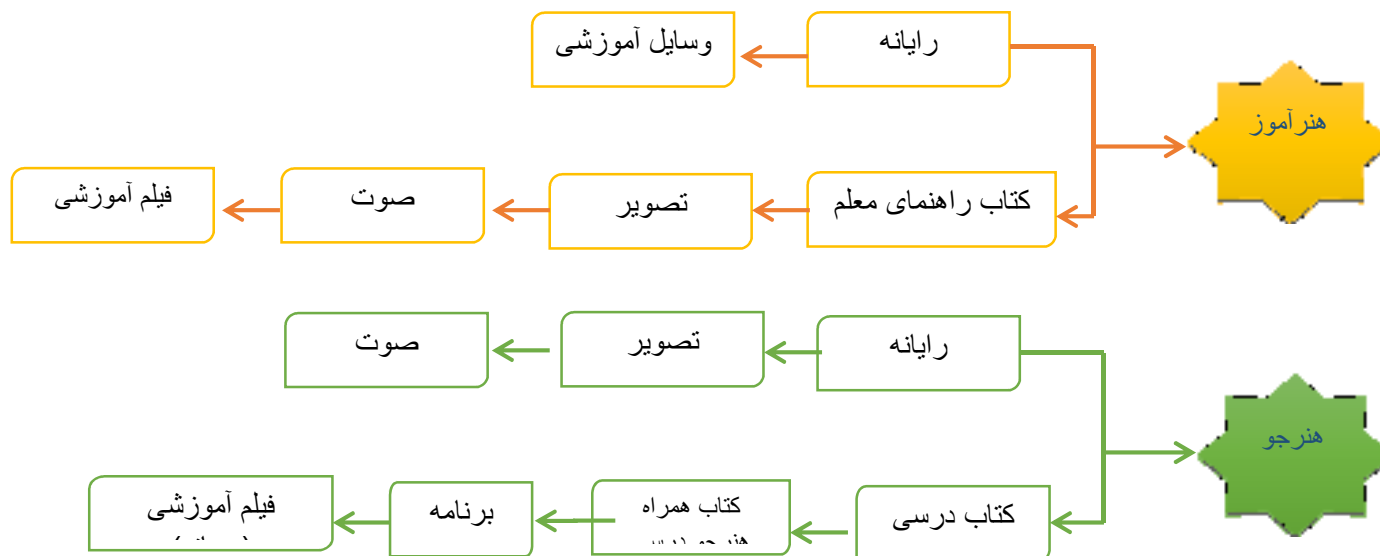 هنرآموز
رایانه
وسایل آموزشی
کتاب راهنمای معلم
تصویر
صوت
فیلم آموزشی
هنرجو
رایانه
تصویر
صوت
کتاب درسی
کتاب همراه
برنامه
فیلم آموزشی